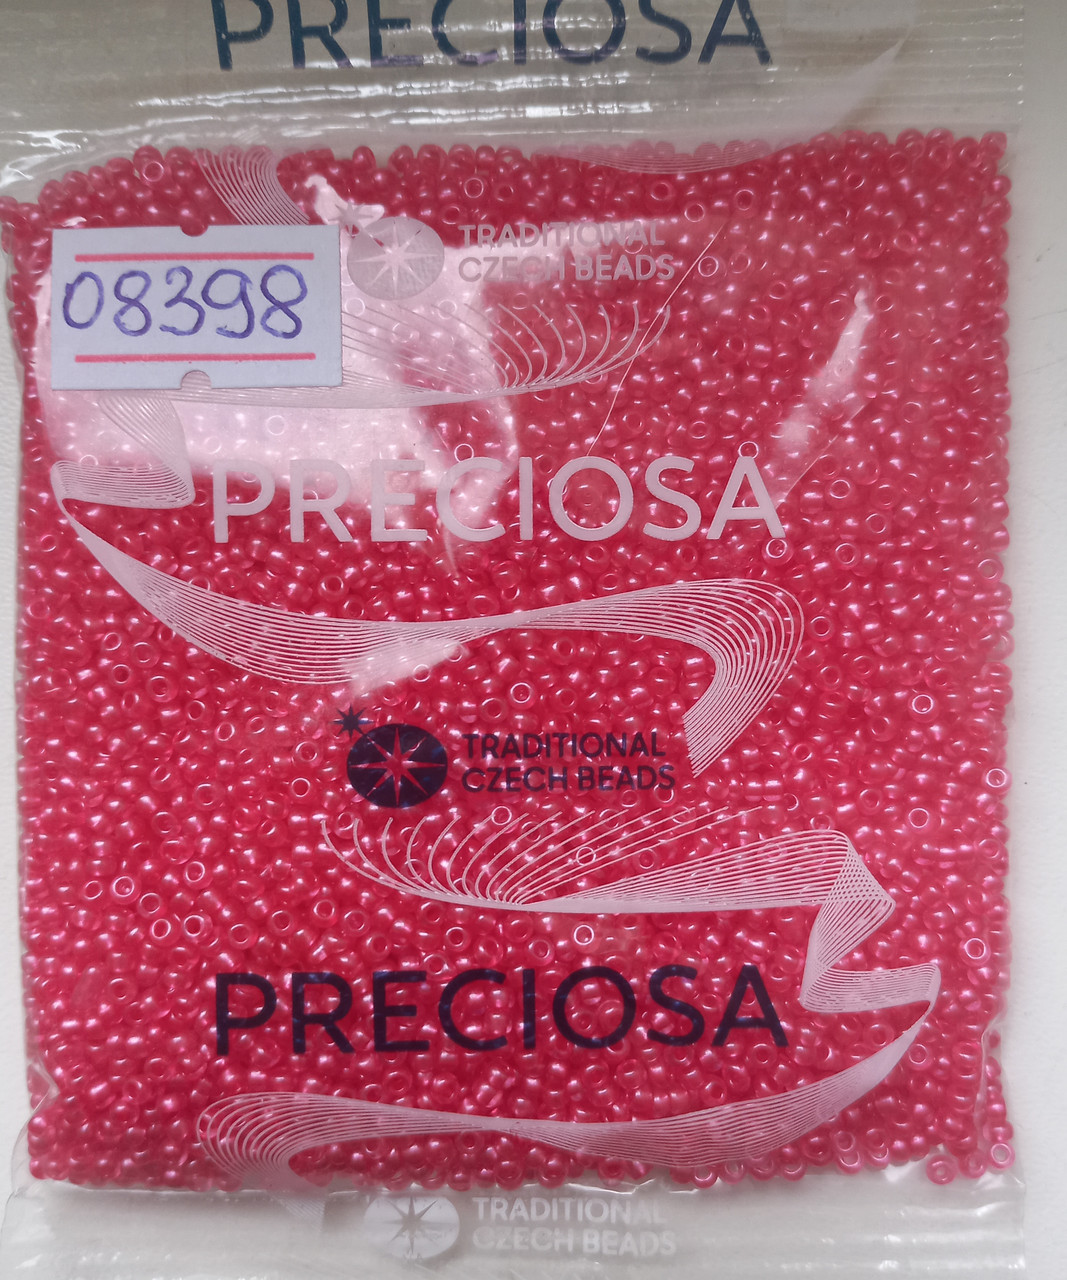 PRECIOSA
TRADITIONAL
CZECH BEADS
08398
PRECIOSA
TRADITIONAL
CZECH BEADS
PRECIOSA
TRADITIONAL
CZECH BEADS